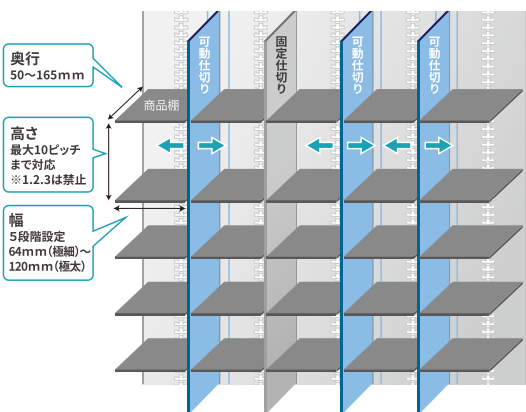 奥行
50〜165mm
高さ
最大10ピッチ
まで対応
※1.2.3は禁止
幅
5段階設定
64mm（極細）〜
120mm（極太）
商品棚
可動仕切り
固定仕切り
可動仕切り
可動仕切り